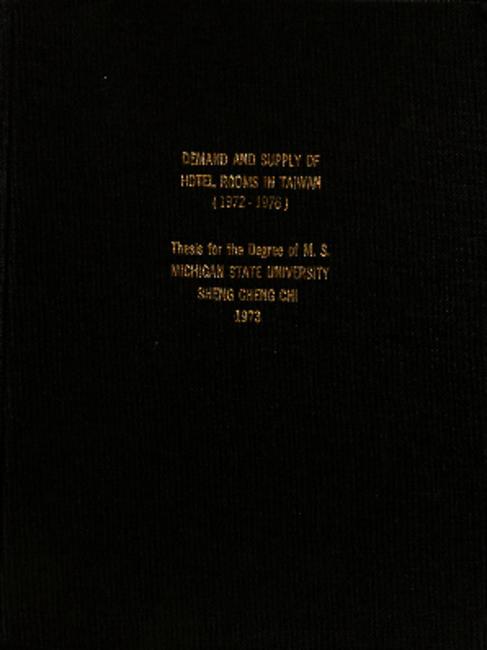 DEMAND AND SUPPLY OF
HOTEL ROOMS IN TAIWAN
(1972-1976)
Thesis for the Degree of M. S.
MICHIGAN STATE UNIVERSITY
SHENG CHENG CHI
1973